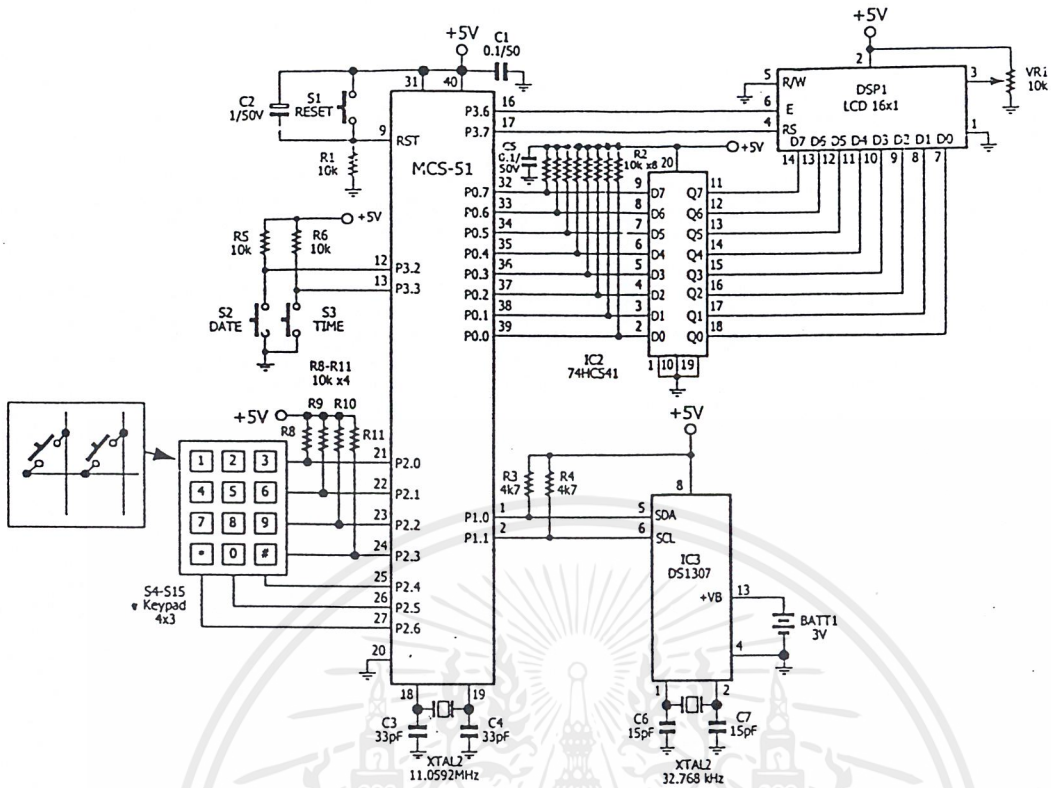 +5V
C1
0.1/50
31
40
C2
1/50V
S1
RESET
9
RST
R1
10k
MCS-51
P3.6
16
P3.7
17
+5V
2
5
R/W
DSP1
LCD 16x1
6
E
4
RS
3
VR1
10k
1
D7 D6 D5 D4 D3 D2 D1 D0
14 13 12 11 10 9 8 7
C5
0.1/
50V
R2
10k x8
20
+5V
+5V
R5
10k
R6
10k
12
P3.2
13
P3.3
S2
DATE
S3
TIME
P0.7
32
9
D7
Q7
11
P0.6
33
8
D6
Q6
12
P0.5
34
7
D5
Q5
13
P0.4
35
6
D4
Q4
14
P0.3
36
5
D3
Q3
15
P0.2
37
4
D2
Q2
16
P0.1
38
3
D1
Q1
17
P0.0
39
2
D0
Q0
18
IC2
74HC541
1
10
19
R8-R11
10k x4
R9
R10
+5V
R8
R11
21
P2.0
22
P2.1
23
P2.2
24
P2.3
25
P2.4
26
P2.5
27
P2.6
1 2 3
4 5 6
7 8 9
* 0 #
S4-S15
Keypad
4x3
20
18
19
C3
33pF
C4
33pF
XTAL2
11.0592MHz
+5V
R3
4k7
R4
4k7
8
P1.0
1
5
SDA
P1.1
2
6
SCL
IC3
DS1307
+VB
13
BATT1
3V
4
1
2
C6
15pF
C7
15pF
XTAL2
32.768 kHz